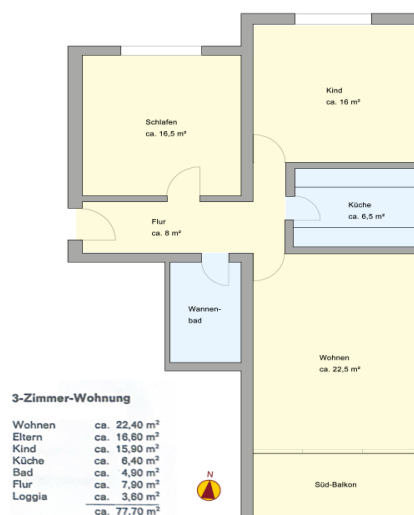 Kind
ca. 16 m²
Schlafen
ca. 16,5 m²
Küche
ca. 6,5 m²
Flur
ca. 8 m²
Wannen-
bad
Wohnen
ca. 22,5 m²
3-Zimmer-Wohnung
Wohnen ca. 22,40 m²
Eltern ca. 16,60 m²
Kind ca. 15,90 m²
Küche ca. 6,40 m²
Bad ca. 4,90 m²
Flur ca. 7,90 m²
Loggia ca. 3,60 m²
ca. 77,70 m²
N
Süd-Balkon